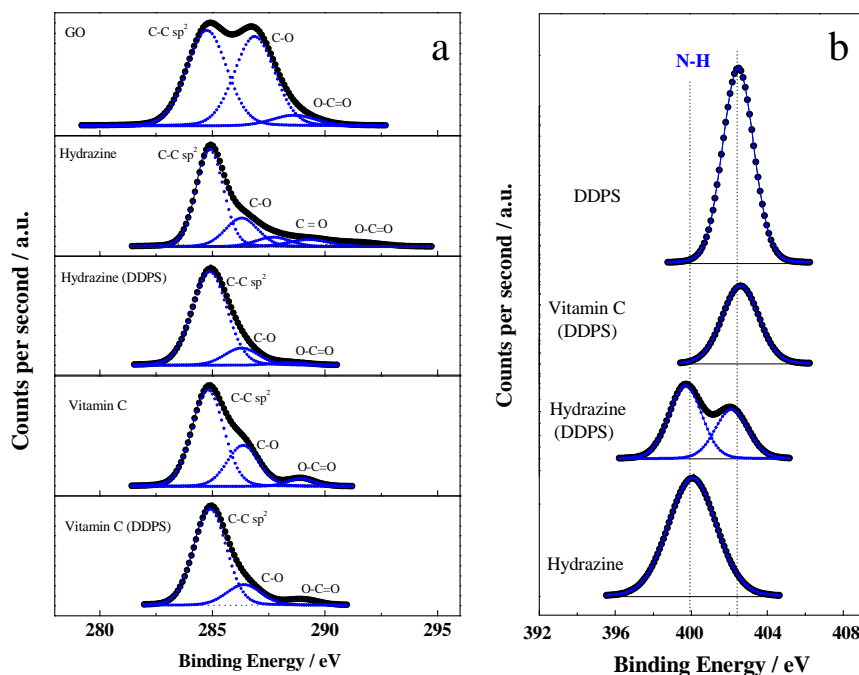 a
GO
C-C sp²
C-O
O-C=O
Hydrazine
C-C sp²
C-O
C = O
O-C=O
Hydrazine (DDPS)
C-C sp²
C-O
O-C=O
Vitamin C
C-C sp²
C-O
O-C=O
Vitamin C (DDPS)
C-C sp²
C-O
O-C=O
Counts per second / a.u.
280 285 290 295
Binding Energy / eV
b
N-H
DDPS
Vitamin C
(DDPS)
Hydrazine
(DDPS)
Hydrazine
Counts per second / a.u.
392 396 400 404 408
Binding Energy / eV